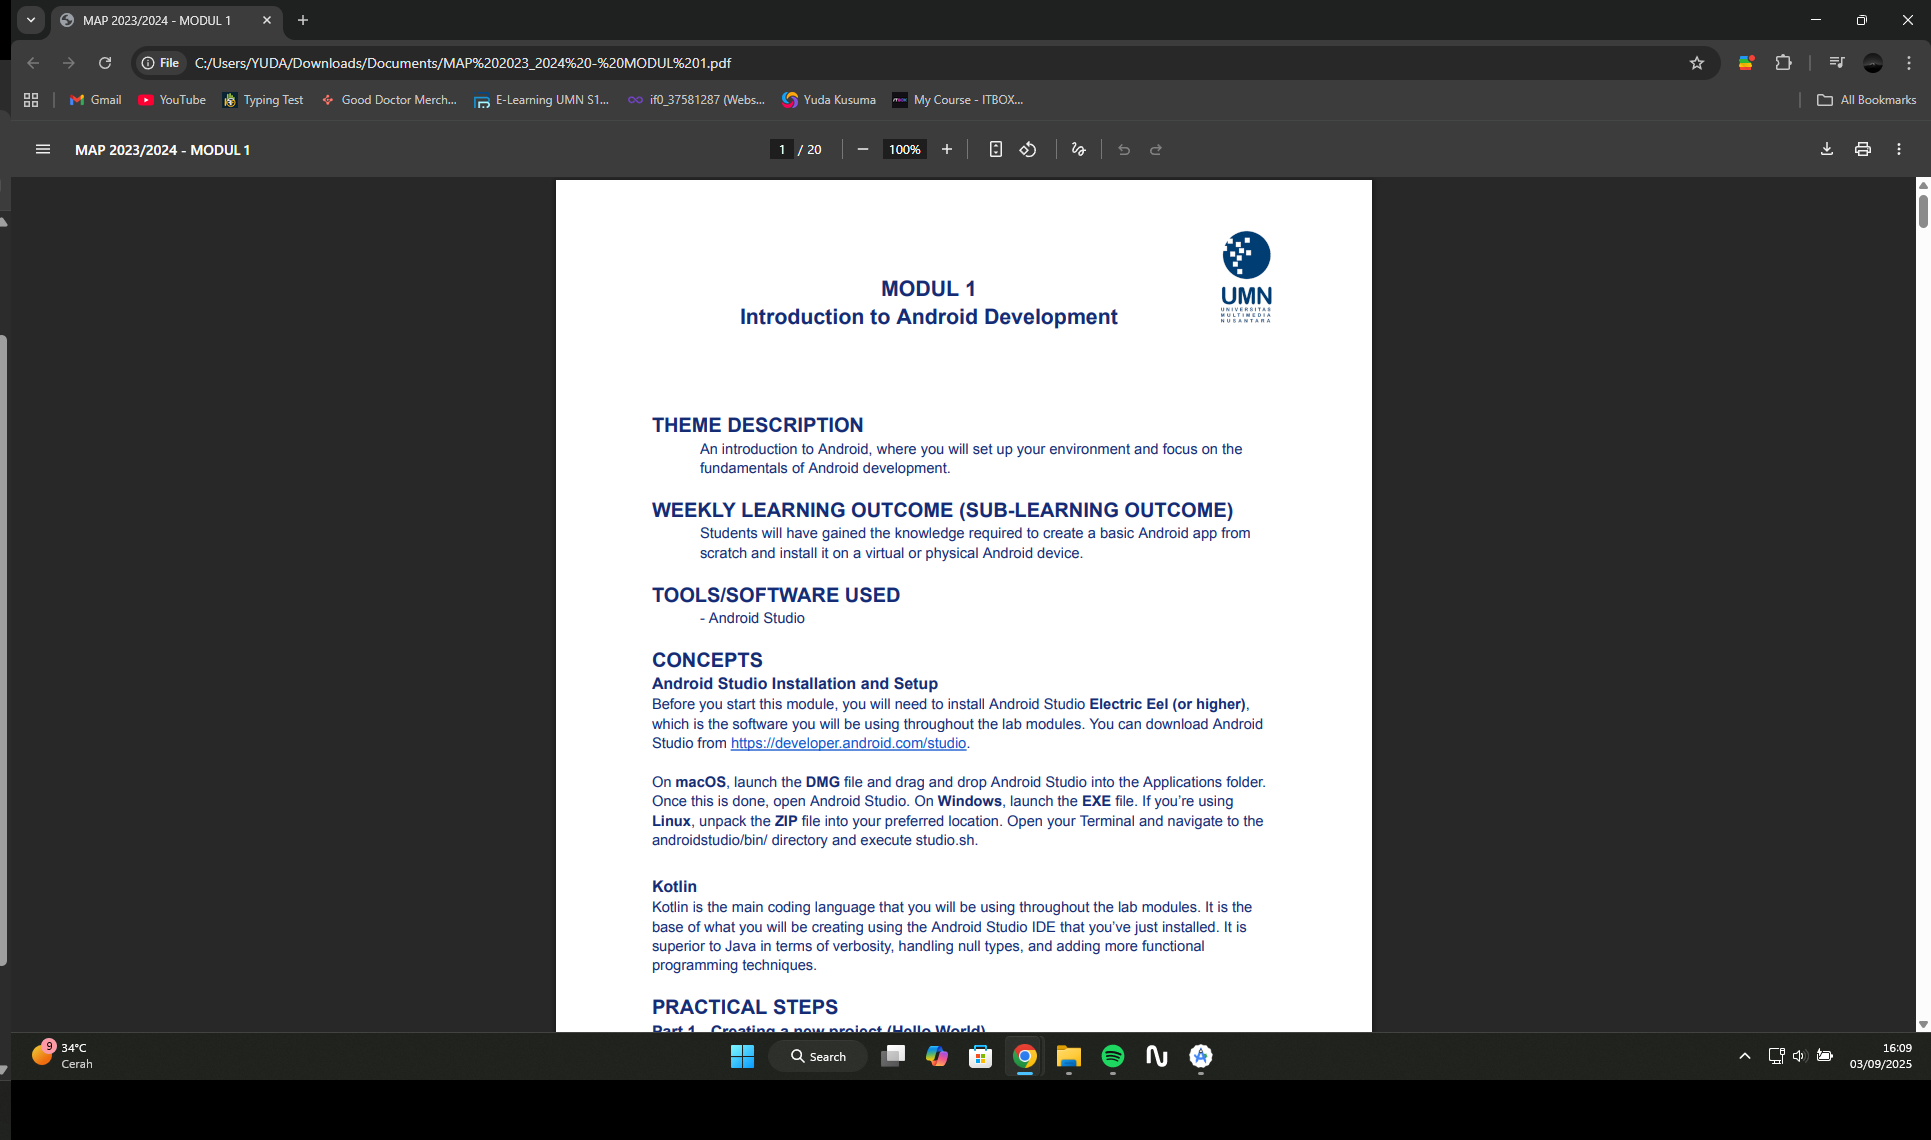 MAP 2023/2024 - MODUL 1
File
C:/Users/YUDA/Downloads/Documents/MAP%202023_2024%20-%20MODUL%201.pdf
Gmail
YouTube
Typing Test
Good Doctor Merch...
E-Learning UMN S1...
if0_37581287 (Webs...
Yuda Kusuma
My Course - ITBOX...
All Bookmarks
MAP 2023/2024 - MODUL 1
1 / 20
100%
UMN
UNIVERSITAS
MULTIMEDIA
NUSANTARA
MODUL 1
Introduction to Android Development
THEME DESCRIPTION
An introduction to Android, where you will set up your environment and focus on the
fundamentals of Android development.
WEEKLY LEARNING OUTCOME (SUB-LEARNING OUTCOME)
Students will have gained the knowledge required to create a basic Android app from
scratch and install it on a virtual or physical Android device.
TOOLS/SOFTWARE USED
- Android Studio
CONCEPTS
Android Studio Installation and Setup
Before you start this module, you will need to install Android Studio Electric Eel (or higher),
which is the software you will be using throughout the lab modules. You can download Android
Studio from https://developer.android.com/studio.
On macOS, launch the DMG file and drag and drop Android Studio into the Applications folder.
Once this is done, open Android Studio. On Windows, launch the EXE file. If you’re using
Linux, unpack the ZIP file into your preferred location. Open your Terminal and navigate to the
androidstudio/bin/ directory and execute studio.sh.
Kotlin
Kotlin is the main coding language that you will be using throughout the lab modules. It is the
base of what you will be creating using the Android Studio IDE that you’ve just installed. It is
superior to Java in terms of verbosity, handling null types, and adding more functional
programming techniques.
PRACTICAL STEPS
Part 1 - Creating a new project (Hello World)
9
34°C
Cerah
Search
16:09
03/09/2025